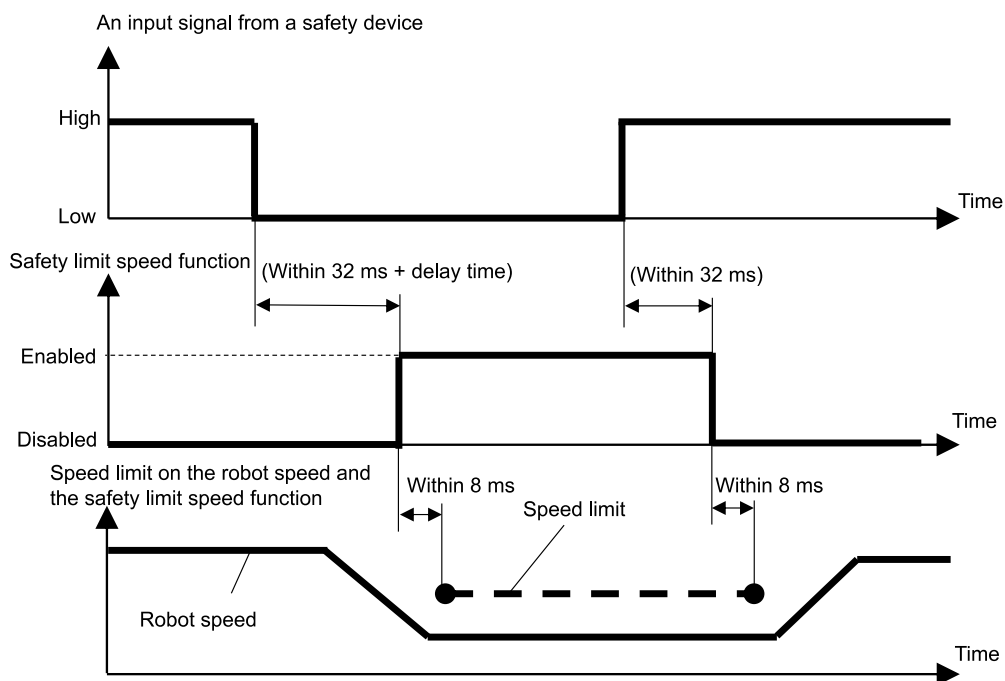 An input signal from a safety device
High
Low
Time
Safety limit speed function
(Within 32 ms + delay time)
(Within 32 ms)
Enabled
Disabled
Time
Speed limit on the robot speed and
the safety limit speed function
Within 8 ms
Within 8 ms
Speed limit
Robot speed
Time